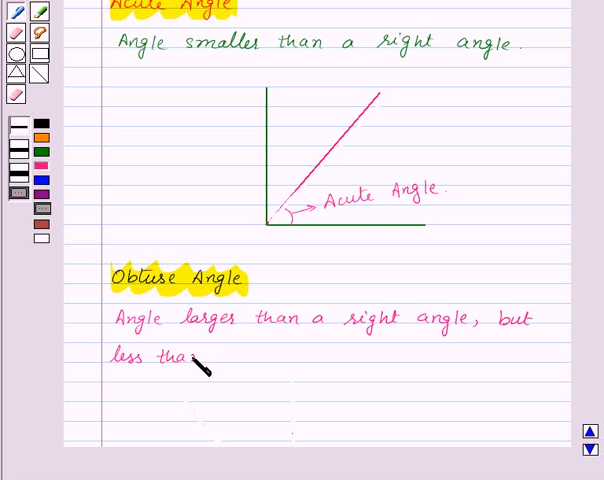 Acute Angle
Angle smaller than a right angle.
Acute Angle.
Obtuse Angle
Angle larger than a right angle, but
less tha